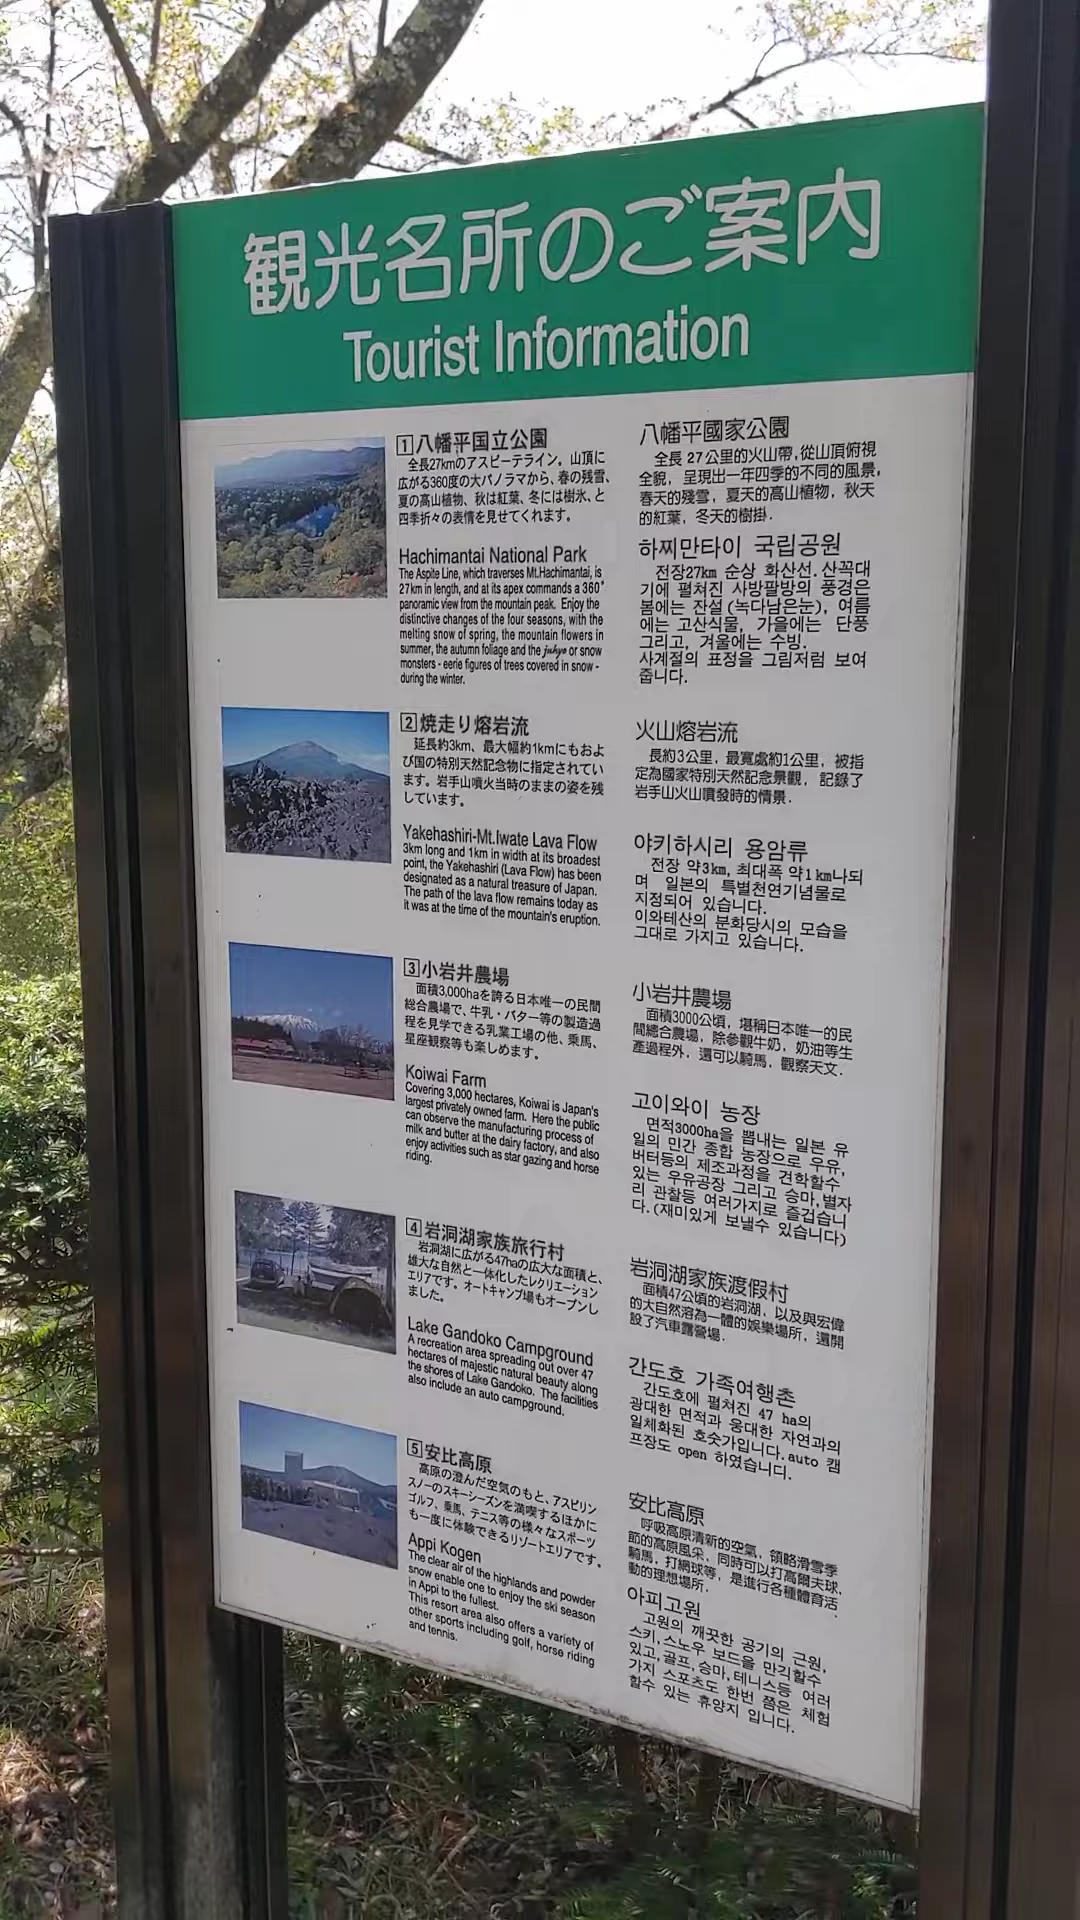 観光名所のご案内
Tourist Information
1 八幡平国立公園
全長27kmのアスピーテライン。山頂に
広がる360度の大パノラマから、春の残雪、
夏の高山植物、秋は紅葉、冬には樹氷、と
四季折々の表情を見せてくれます。
Hachimantai National Park
The Aspite Line, which traverses Mt.Hachimantai, is
27km in length, and at its apex commands a 360°
panoramic view from the mountain peak. Enjoy the
distinctive changes of the four seasons, with the
melting snow of spring, the mountain flowers in
summer, the autumn foliage and the juhyo or snow
monsters - eerie figures of trees covered in snow -
during the winter.
八幡平國家公園
全長 27公里的火山帶,從山頂俯視
全貌，呈現出一年四季的不同的風景,
春天的殘雪，夏天的高山植物，秋天
的紅葉，冬天的樹掛.
하찌만타이 국립공원
전장27km 순상 화산선. 산꼭대
기에 펼쳐진 사방팔방의 풍경은
봄에는 잔설(녹다남은눈), 여름
에는 고산식물, 가을에는 단풍
그리고, 겨울에는 수빙.
사계절의 표정을 그림저럼 보여
줍니다.
2 焼走り熔岩流
延長約3km、最大幅約1kmにもおよ
び国の特別天然記念物に指定されてい
ます。岩手山噴火当時のままの姿を残
しています。
Yakehashiri-Mt.Iwate Lava Flow
3km long and 1km in width at its broadest
point, the Yakehashiri (Lava Flow) has been
designated as a natural treasure of Japan.
The path of the lava flow remains today as
it was at the time of the mountain's eruption.
火山熔岩流
長約3公里，最寬處約1公里，被指
定為國家特別天然記念景觀，記錄了
岩手山火山噴發時的情景.
야키하시리 용암류
전장 약3km, 최대폭 약1km나되
며 일본의 특별천연기념물로
지정되어 있습니다.
이와테산의 분화당시의 모습을
그대로 가지고 있습니다.
3 小岩井農場
面積3,000haを誇る日本唯一の民間
総合農場で、牛乳・バター等の製造過
程を見学できる乳業工場の他、乗馬、
星座観察等も楽しめます。
Koiwai Farm
Covering 3,000 hectares, Koiwai is Japan's
largest privately owned farm. Here the public
can observe the manufacturing process of
milk and butter at the dairy factory, and also
enjoy activities such as star gazing and horse
riding.
小岩井農場
面積3000公頃，堪稱日本唯一的民
間總合農場，除參觀牛奶，奶油等生
產過程外，還可以騎馬，觀察天文.
고이와이 농장
면적3000ha을 뽑내는 일본 유
일의 민간 종합 농장으로 우유,
버터등의 제조과정을 견학할수
있는 우유공장 그리고 승마,별자
리 관찰등 여러가지로 즐겁습니
다.(재미있게 보낼수 있습니다)
4 岩洞湖家族旅行村
岩洞湖に広がる47haの広大な面積と、
雄大な自然と一体化したレクリエーション
エリアです。オートキャンプ場もオープンし
ました。
Lake Gandoko Campground
A recreation area spreading out over 47
hectares of majestic natural beauty along
the shores of Lake Gandoko. The facilities
also include an auto campground.
岩洞湖家族渡假村
面積47公頃的岩洞湖，以及與宏偉
的大自然溶為一體的娛樂場所，還開
設了汽車露營場.
간도호 가족여행촌
간도호에 펼쳐진 47 ha의
광대한 면적과 웅대한 자연과의
일체화된 호숫가입니다.auto 캠
프장도 open 하였습니다.
5 安比高原
高原の澄んだ空気のもと、アスピリン
スノーのスキーシーズンを満喫するほかに
ゴルフ、乗馬、テニス等の様々なスポーツ
も一度に体験できるリゾートエリアです。
Appi Kogen
The clear air of the highlands and powder
snow enable one to enjoy the ski season
in Appi to the fullest.
This resort area also offers a variety of
other sports including golf, horse riding
and tennis.
安比高原
呼吸高原清新的空氣，領略滑雪季
節的高原風采，同時可以打高爾夫球,
騎馬，打網球等，是進行各種體育活
動的理想場所.
아피고원
고원의 깨끗한 공기의 근원,
스키,스노우 보드을 만긱할수
있고,골프,승마,테니스등 여러
가지 스포츠도 한번 쯤은 체험
할수 있는 휴양지 입니다.